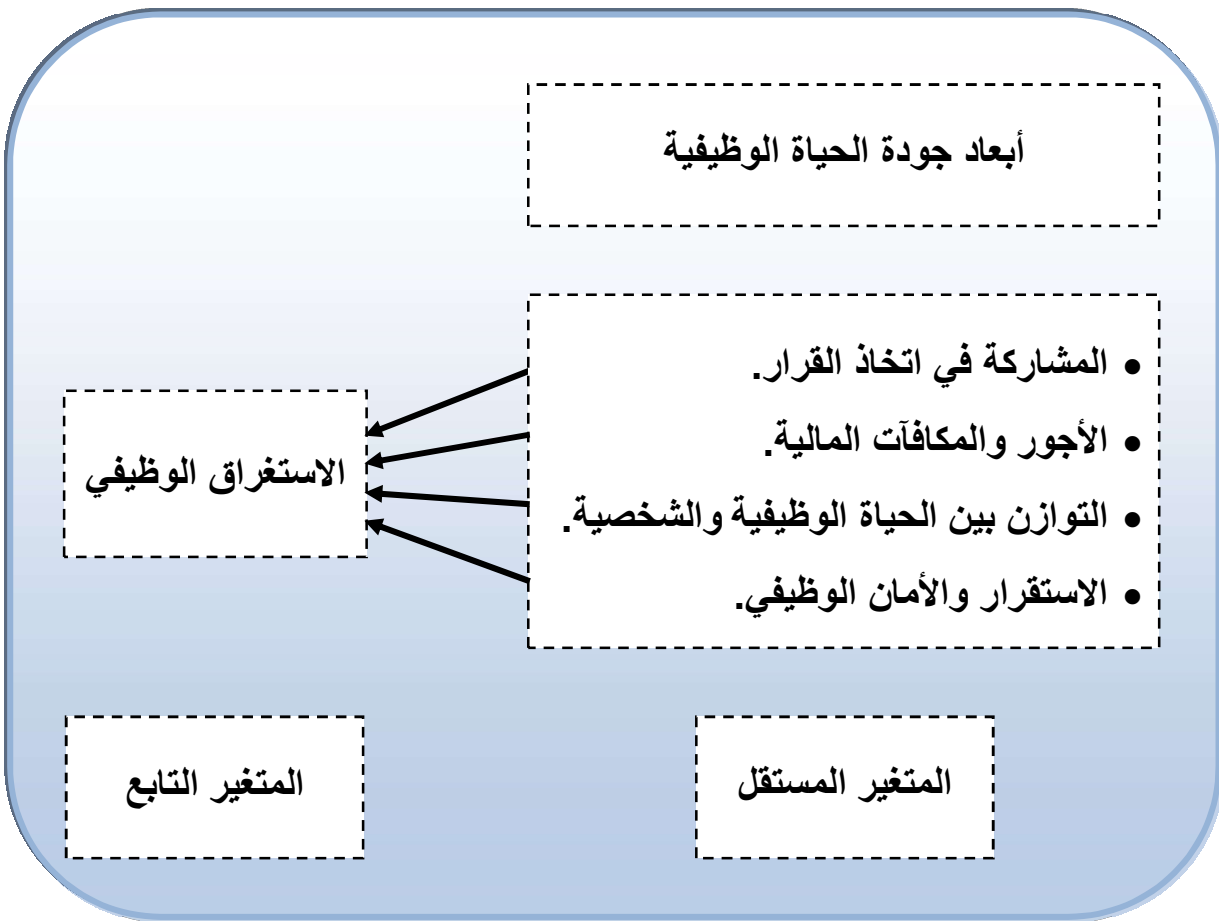 أبعاد جودة الحياة الوظيفية
• المشاركة في اتخاذ القرار.
• الأجور والمكافآت المالية.
• التوازن بين الحياة الوظيفية والشخصية.
• الاستقرار والأمان الوظيفي.
الاستغراق الوظيفي
المتغير المستقل
المتغير التابع